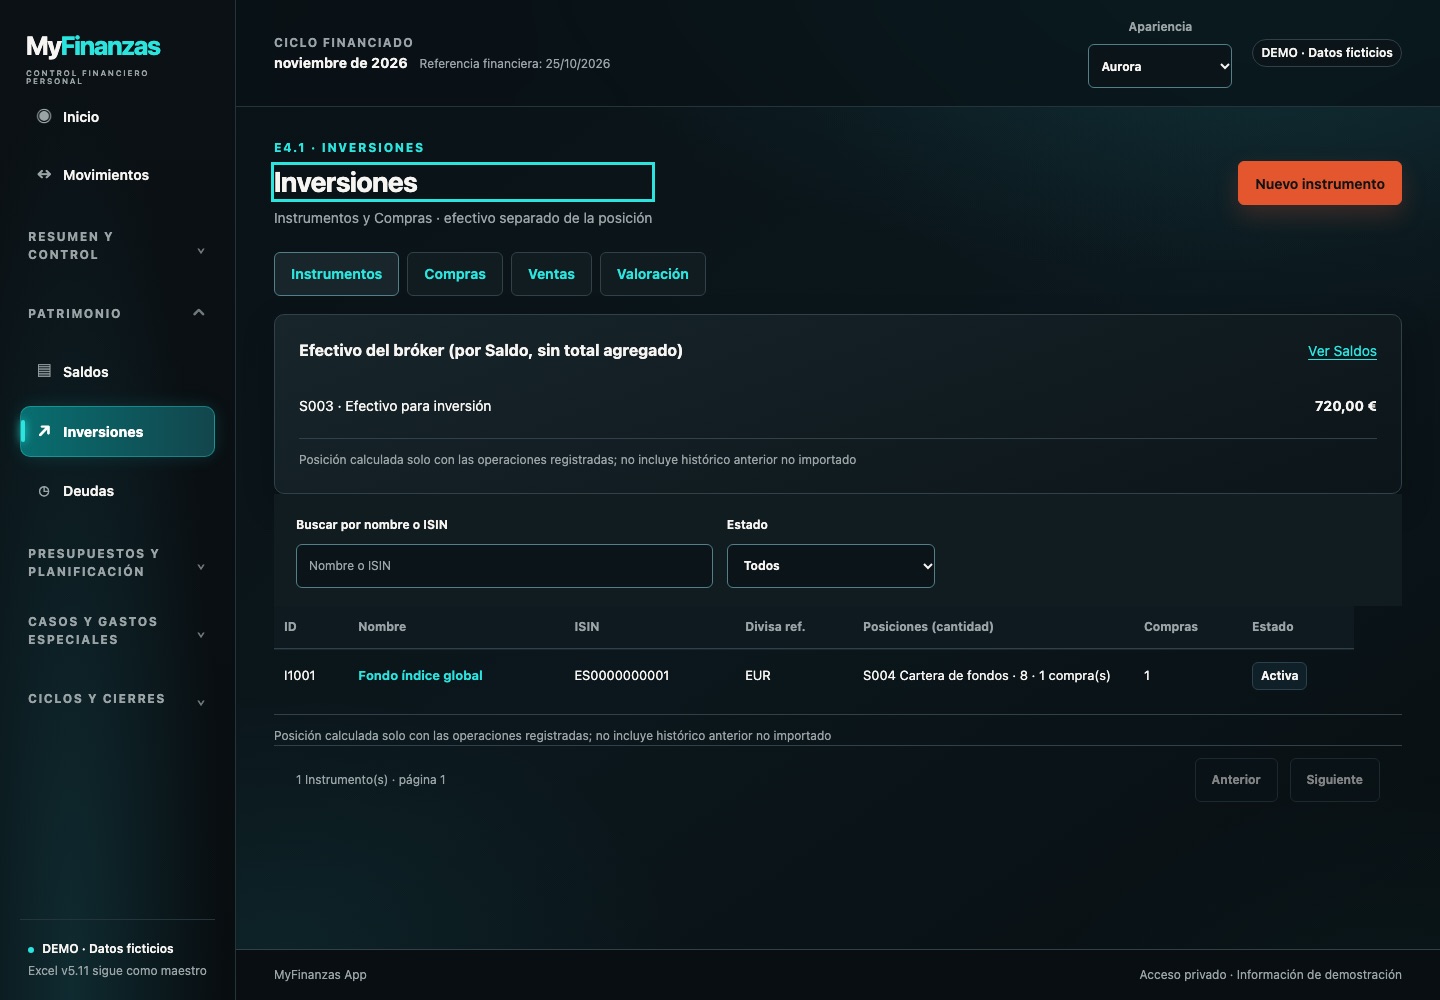 MyFinanzas
CONTROL FINANCIERO
PERSONAL
Inicio
Movimientos
RESUMEN Y
CONTROL
PATRIMONIO
Saldos
Inversiones
Deudas
PRESUPUESTOS Y
PLANIFICACIÓN
CASOS Y GASTOS
ESPECIALES
CICLOS Y CIERRES
DEMO · Datos ficticios
Excel v5.11 sigue como maestro
CICLO FINANCIADO
noviembre de 2026 Referencia financiera: 25/10/2026
Apariencia
Aurora
DEMO · Datos ficticios
E4.1 · INVERSIONES
Inversiones
Instrumentos y Compras · efectivo separado de la posición
Nuevo instrumento
Instrumentos Compras Ventas Valoración
Efectivo del bróker (por Saldo, sin total agregado) Ver Saldos
S003 · Efectivo para inversión 720,00 €
Posición calculada solo con las operaciones registradas; no incluye histórico anterior no importado
Buscar por nombre o ISIN Estado
Nombre o ISIN Todos
ID Nombre ISIN Divisa ref. Posiciones (cantidad) Compras Estado
I1001 Fondo índice global ES0000000001 EUR S004 Cartera de fondos · 8 · 1 compra(s) 1 Activa
Posición calculada solo con las operaciones registradas; no incluye histórico anterior no importado
1 Instrumento(s) · página 1 Anterior Siguiente
MyFinanzas App Acceso privado · Información de demostración